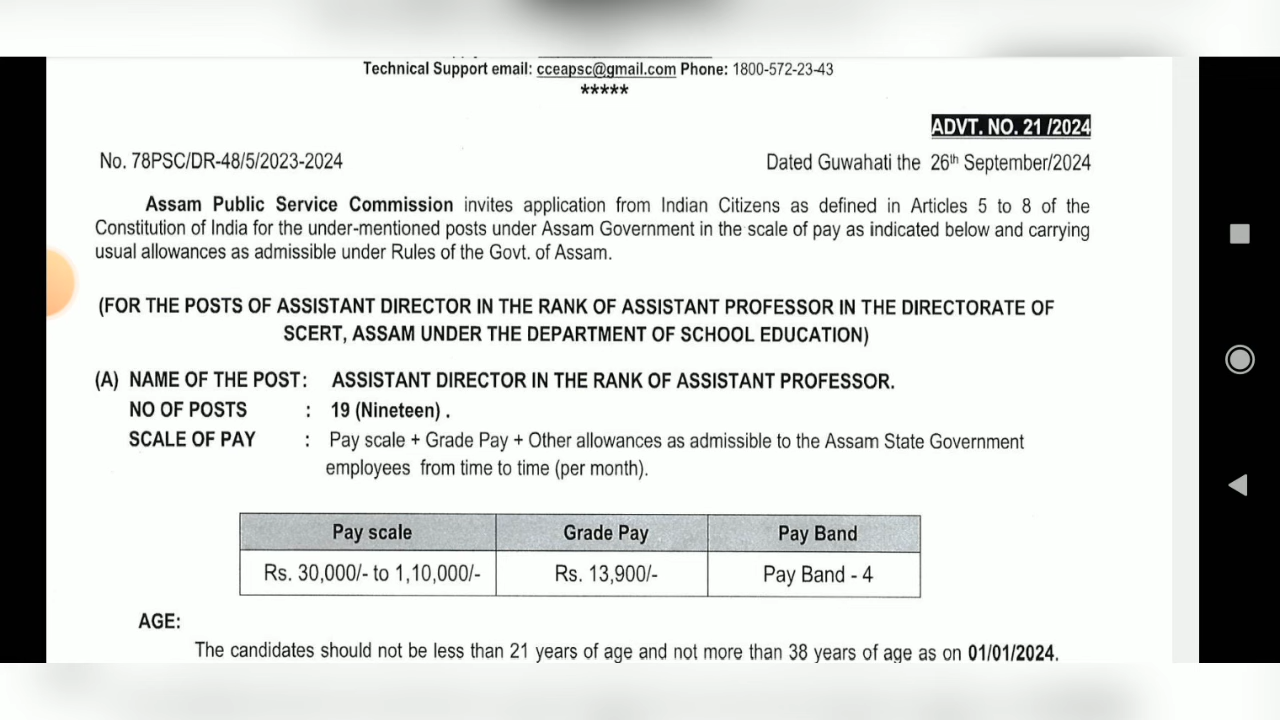 Technical Support email: cceapsc@gmail.com Phone: 1800-572-23-43
*****
ADVT. NO. 21 /2024
No. 78PSC/DR-48/5/2023-2024 Dated Guwahati the 26th September/2024
Assam Public Service Commission invites application from Indian Citizens as defined in Articles 5 to 8 of the
Constitution of India for the under-mentioned posts under Assam Government in the scale of pay as indicated below and carrying
usual allowances as admissible under Rules of the Govt. of Assam.
(FOR THE POSTS OF ASSISTANT DIRECTOR IN THE RANK OF ASSISTANT PROFESSOR IN THE DIRECTORATE OF
SCERT, ASSAM UNDER THE DEPARTMENT OF SCHOOL EDUCATION)
(A) NAME OF THE POST: ASSISTANT DIRECTOR IN THE RANK OF ASSISTANT PROFESSOR.
NO OF POSTS : 19 (Nineteen) .
SCALE OF PAY : Pay scale + Grade Pay + Other allowances as admissible to the Assam State Government
employees from time to time (per month).
Pay scale Grade Pay Pay Band
Rs. 30,000/- to 1,10,000/- Rs. 13,900/- Pay Band - 4
AGE:
The candidates should not be less than 21 years of age and not more than 38 years of age as on 01/01/2024.